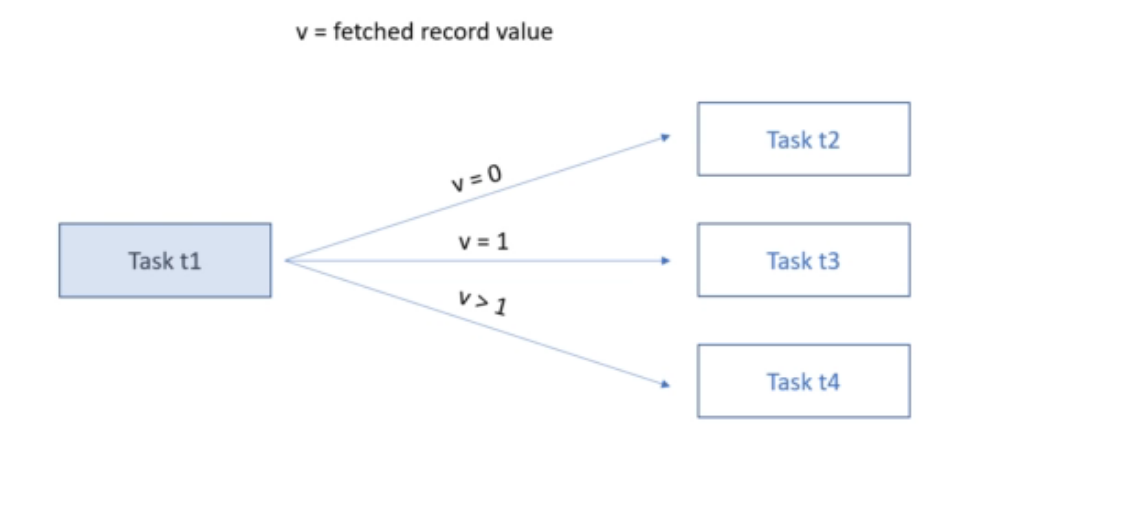 v = fetched record value
Task t2
v = 0
v = 1
Task t1
Task t3
v > 1
Task t4